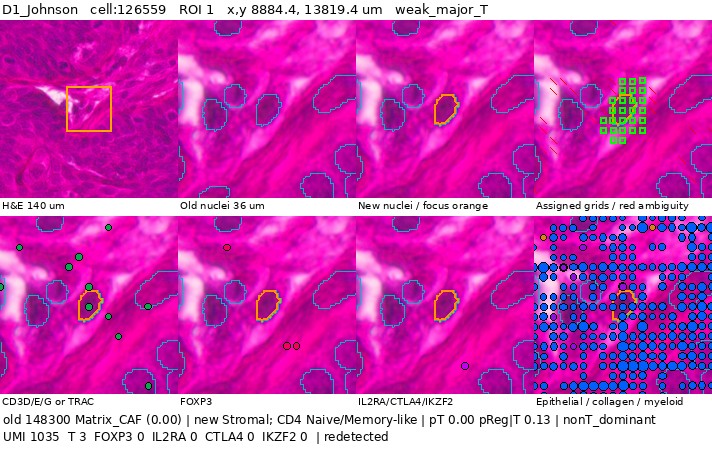 D1_Johnson cell:126559 ROI 1 x,y 8884.4, 13819.4 um weak_major_T
H&E 140 um
Old nuclei 36 um
New nuclei / focus orange
Assigned grids / red ambiguity
CD3D/E/G or TRAC
FOXP3
IL2RA/CTLA4/IKZF2
Epithelial / collagen / myeloid
old 148300 Matrix_CAF (0.00) | new Stromal; CD4 Naive/Memory-like | pT 0.00 pReg|T 0.13 | nonT_dominant
UMI 1035 T 3 FOXP3 0 IL2RA 0 CTLA4 0 IKZF2 0 | redetected